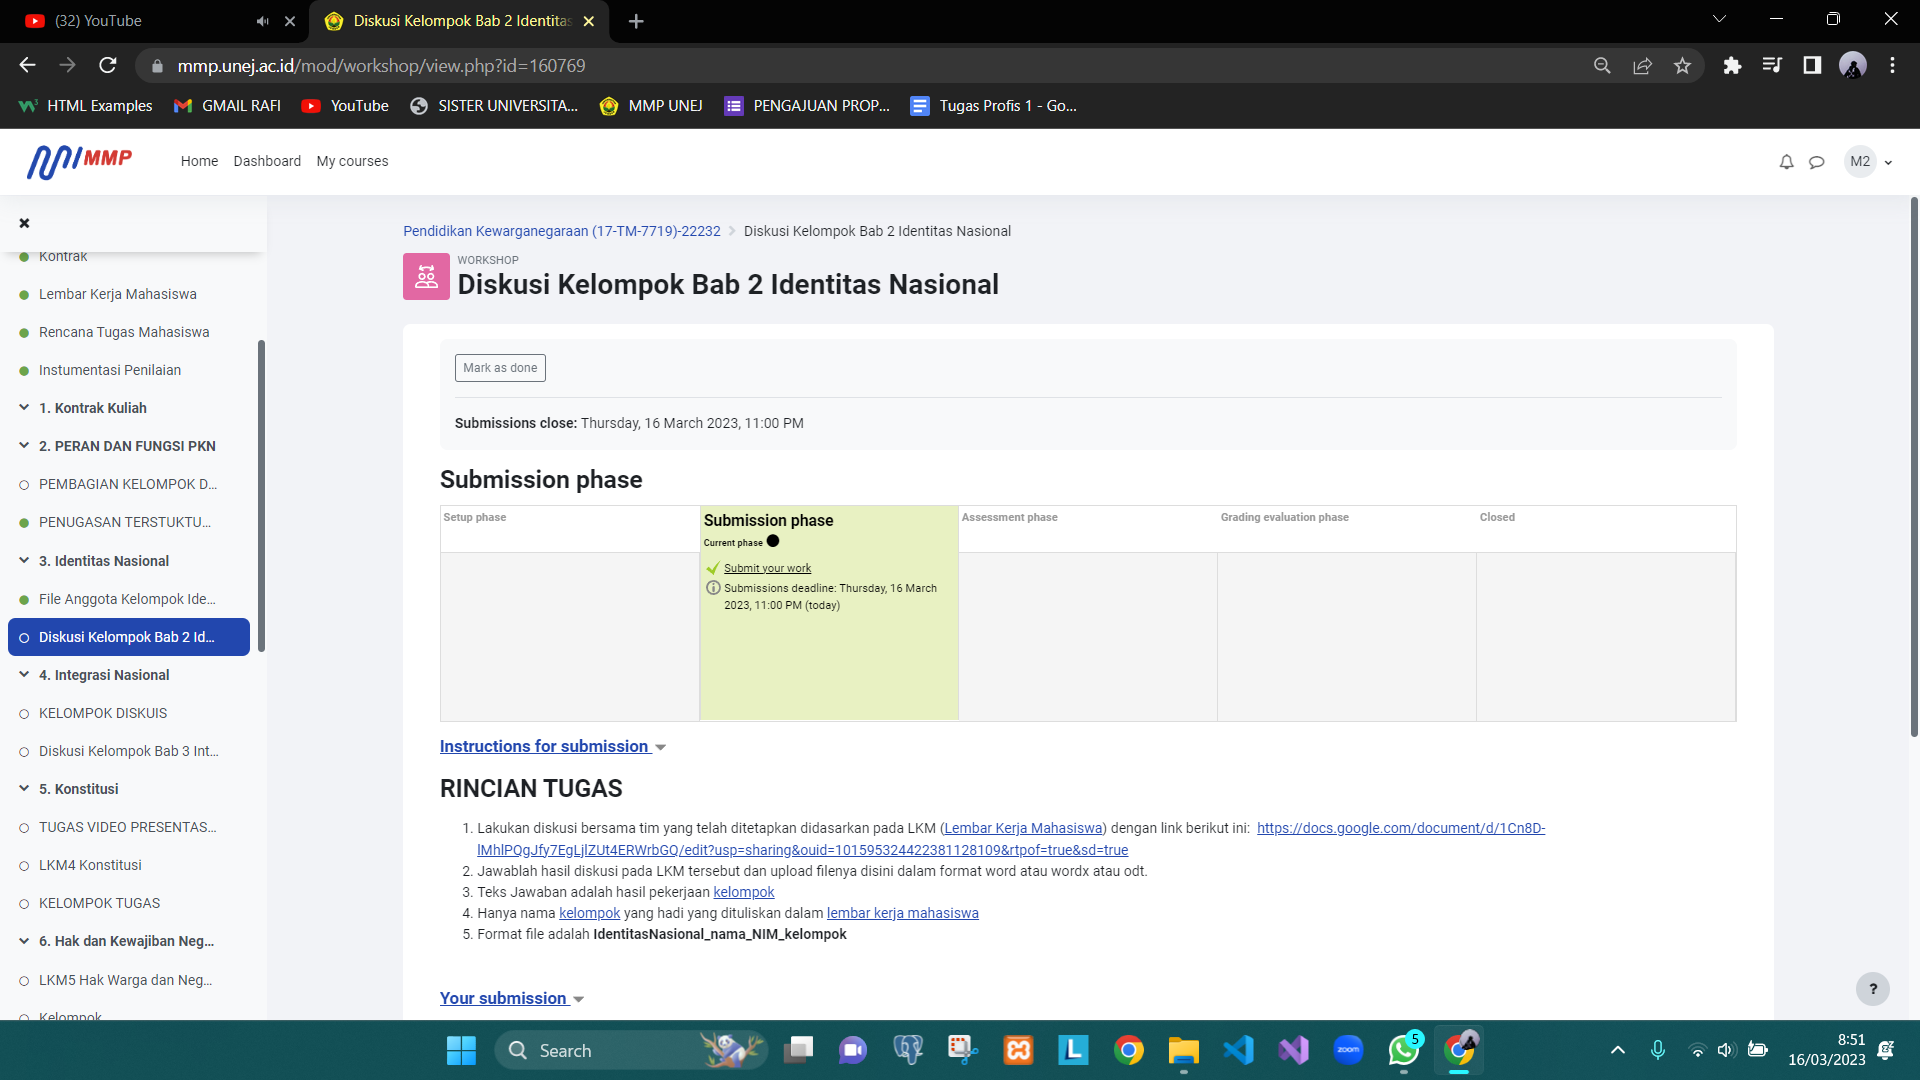 (32) YouTube
Diskusi Kelompok Bab 2 Identitas
mmp.unej.ac.id/mod/workshop/view.php?id=160769
HTML Examples
GMAIL RAFI
YouTube
SISTER UNIVERSITA...
MMP UNEJ
PENGAJUAN PROP...
Tugas Profis 1 - Go...
MMP
Home
Dashboard
My courses
M2
Kontrak
Lembar Kerja Mahasiswa
Rencana Tugas Mahasiswa
Instumentasi Penilaian
1. Kontrak Kuliah
2. PERAN DAN FUNGSI PKN
PEMBAGIAN KELOMPOK D...
PENUGASAN TERSTUKTU...
3. Identitas Nasional
File Anggota Kelompok Ide...
Diskusi Kelompok Bab 2 Id...
4. Integrasi Nasional
KELOMPOK DISKUIS
Diskusi Kelompok Bab 3 Int...
5. Konstitusi
TUGAS VIDEO PRESENTAS...
LKM4 Konstitusi
KELOMPOK TUGAS
6. Hak dan Kewajiban Neg...
LKM5 Hak Warga dan Neg...
Kelompok
Pendidikan Kewarganegaraan (17-TM-7719)-22232
Diskusi Kelompok Bab 2 Identitas Nasional
WORKSHOP
Diskusi Kelompok Bab 2 Identitas Nasional
Mark as done
Submissions close: Thursday, 16 March 2023, 11:00 PM
Submission phase
Setup phase
Submission phase
Current phase
Submit your work
Submissions deadline: Thursday, 16 March
2023, 11:00 PM (today)
Assessment phase
Grading evaluation phase
Closed
Instructions for submission
RINCIAN TUGAS
1. Lakukan diskusi bersama tim yang telah ditetapkan didasarkan pada LKM (Lembar Kerja Mahasiswa) dengan link berikut ini: https://docs.google.com/document/d/1Cn8D-
lMhlPQgJfy7EgLjlZUt4ERWrbGQ/edit?usp=sharing&ouid=101595324422381128109&rtpof=true&sd=true
2. Jawablah hasil diskusi pada LKM tersebut dan upload filenya disini dalam format word atau wordx atau odt.
3. Teks Jawaban adalah hasil pekerjaan kelompok
4. Hanya nama kelompok yang hadi yang dituliskan dalam lembar kerja mahasiswa
5. Format file adalah IdentitasNasional_nama_NIM_kelompok
Your submission
?
Search
L
zoom
5
8:51
16/03/2023